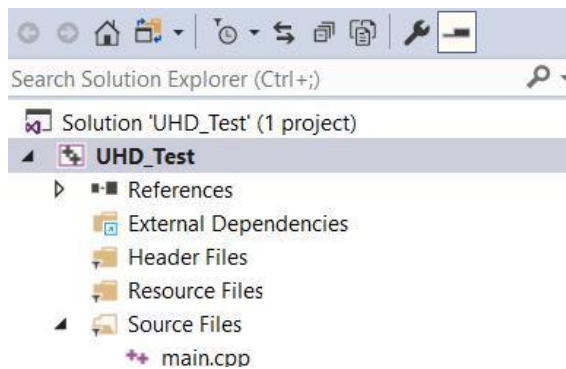 Search Solution Explorer (Ctrl+;)
Solution 'UHD_Test' (1 project)
UHD_Test
References
External Dependencies
Header Files
Resource Files
Source Files
main.cpp